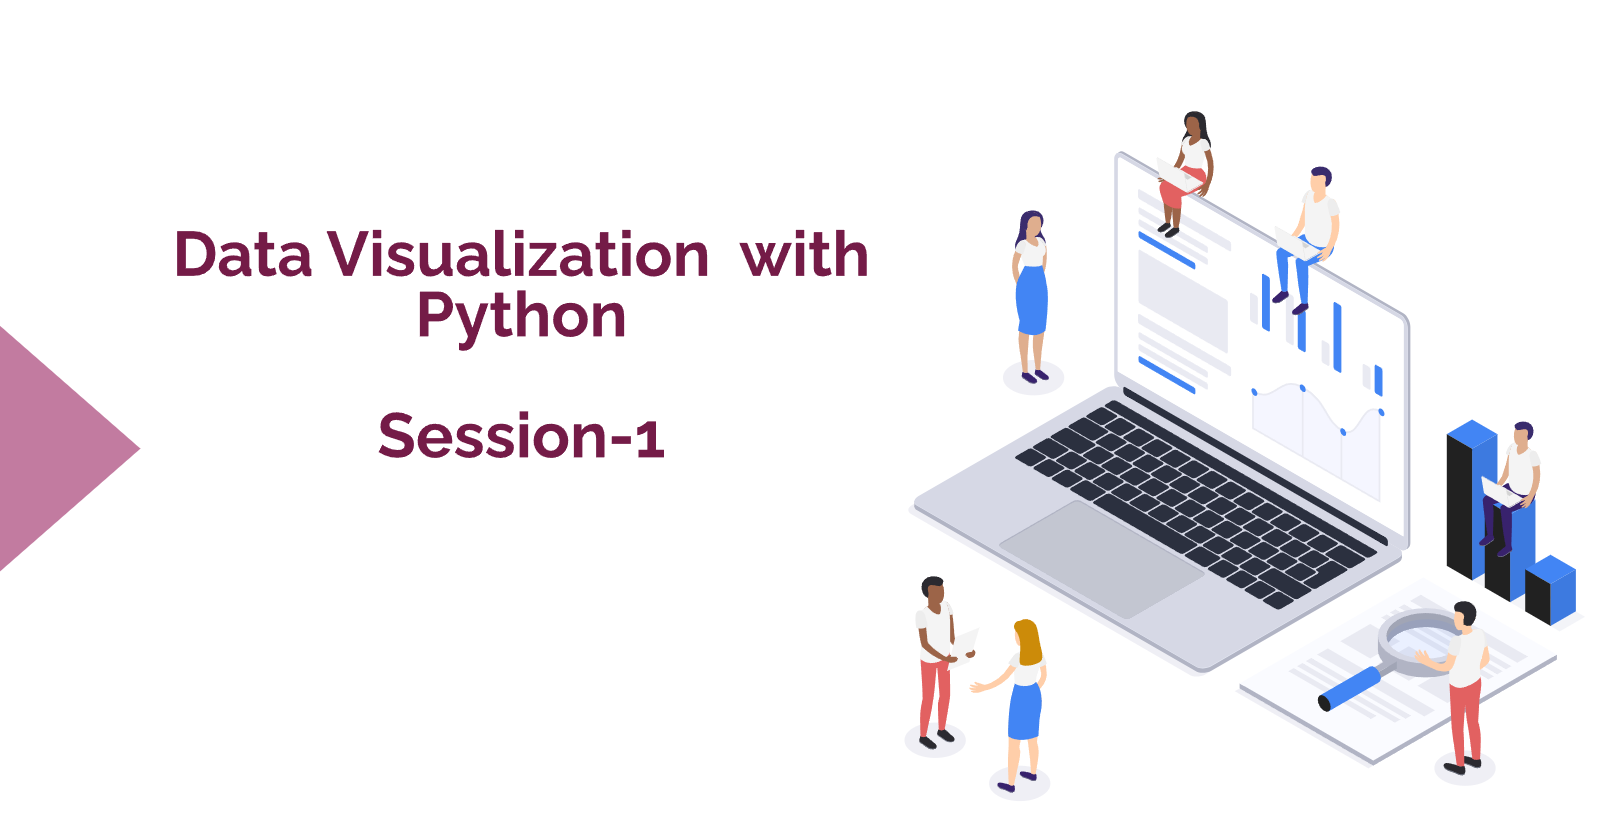 Data Visualization with
Python
Session-1